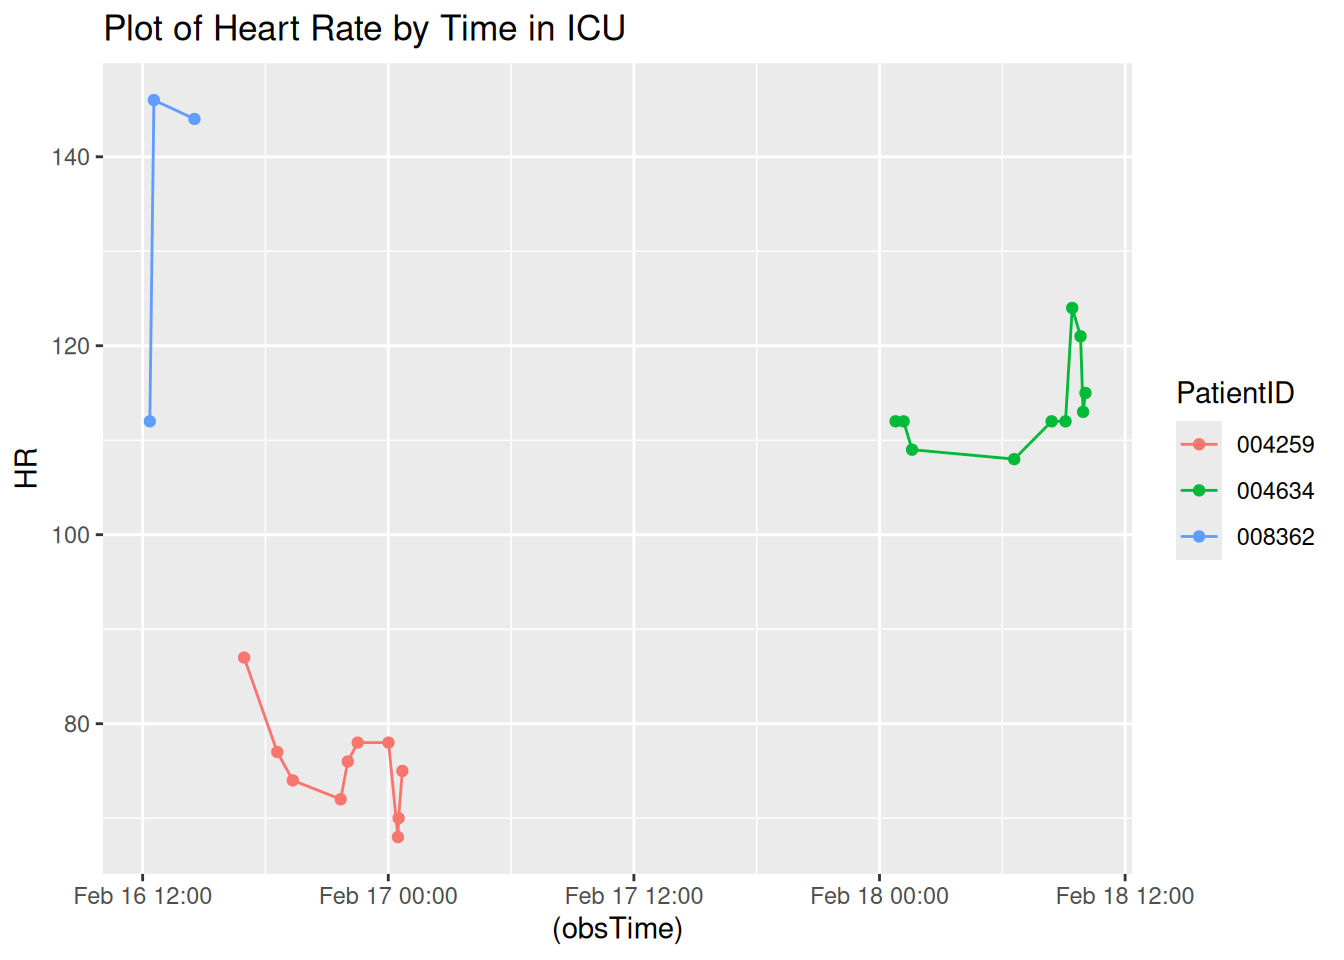 Plot of Heart Rate by Time in ICU
140
120
100
80
HR
Feb 16 12:00
Feb 17 00:00
Feb 17 12:00
Feb 18 00:00
Feb 18 12:00
(obsTime)
PatientID
004259
004634
008362